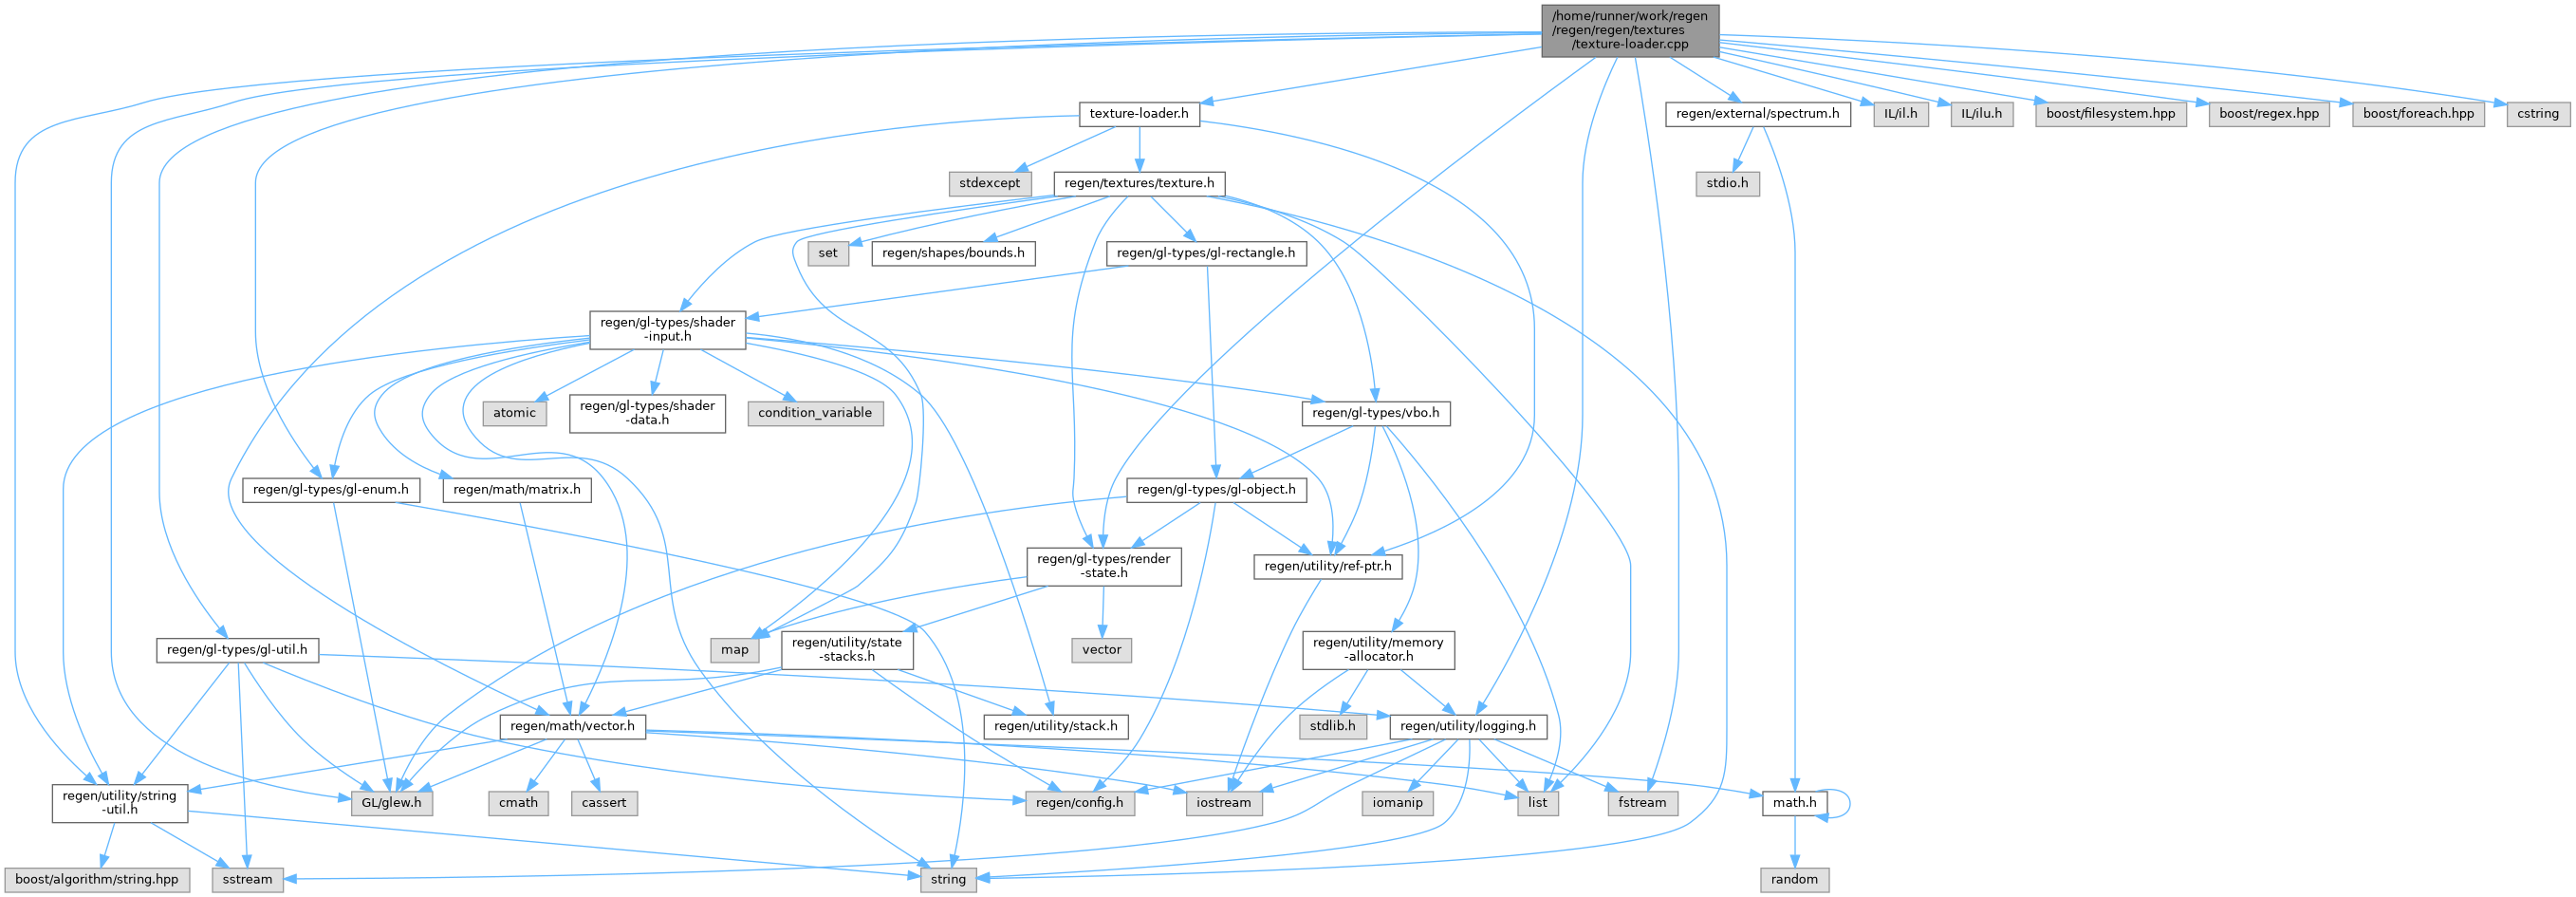 /home/runner/work/regen
/regen/regen/textures
/texture-loader.cpp
texture-loader.h
regen/external/spectrum.h
IL/il.h
IL/ilu.h
boost/filesystem.hpp
boost/regex.hpp
boost/foreach.hpp
cstring
stdexcept
regen/textures/texture.h
stdio.h
set
regen/shapes/bounds.h
regen/gl-types/gl-rectangle.h
regen/gl-types/shader
-input.h
atomic
regen/gl-types/shader
-data.h
condition_variable
regen/gl-types/vbo.h
regen/gl-types/gl-enum.h
regen/math/matrix.h
regen/gl-types/gl-object.h
regen/gl-types/render
-state.h
regen/utility/ref-ptr.h
regen/gl-types/gl-util.h
map
regen/utility/state
-stacks.h
vector
regen/utility/memory
-allocator.h
regen/math/vector.h
regen/utility/stack.h
stdlib.h
regen/utility/logging.h
regen/utility/string
-util.h
GL/glew.h
cmath
cassert
regen/config.h
iostream
iomanip
list
fstream
math.h
boost/algorithm/string.hpp
sstream
string
random